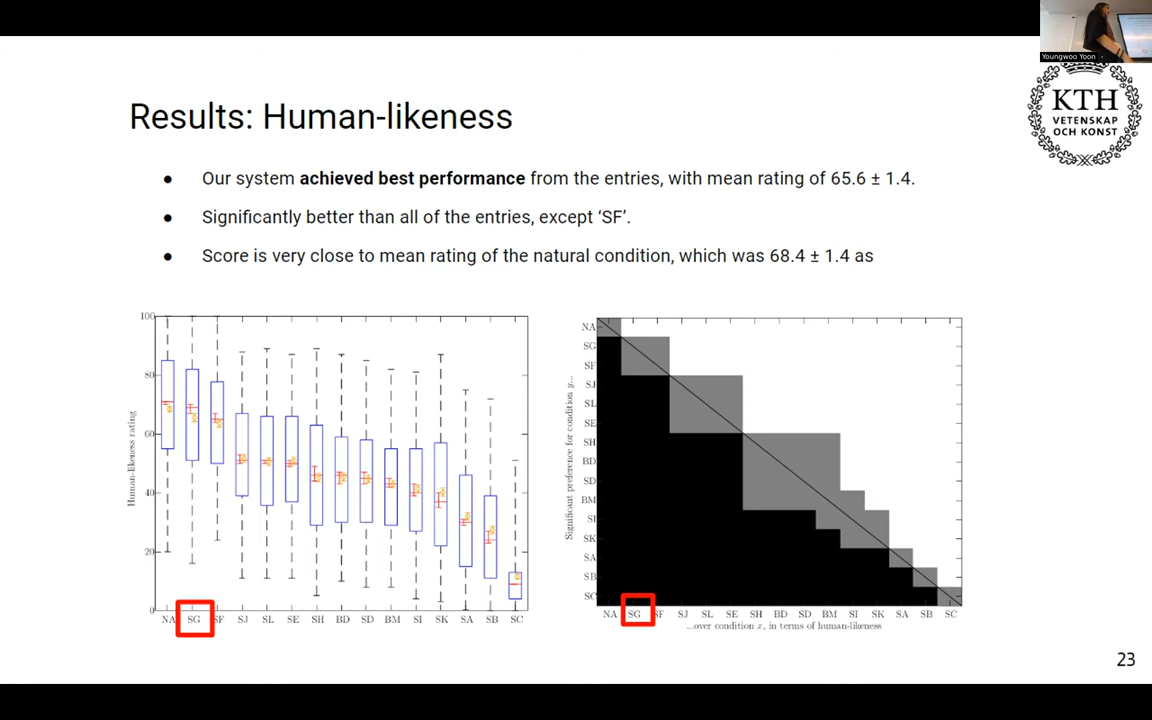 Youngwoo Yoon
KTH
VETENSKAP
OCH KONST
Results: Human-likeness
● Our system achieved best performance from the entries, with mean rating of 65.6 ± 1.4.
● Significantly better than all of the entries, except ‘SF’.
● Score is very close to mean rating of the natural condition, which was 68.4 ± 1.4 as
Human-likeness rating
100
80
60
40
20
0
NA SG SF SJ SL SE SH BD SD BM SI SK SA SB SC
Significant preference for condition y...
NA
SG
SF
SJ
SL
SE
SH
BD
SD
BM
SI
SK
SA
SB
SC
NA SG SF SJ SL SE SH BD SD BM SI SK SA SB SC
...over condition x, in terms of human-likeness
23